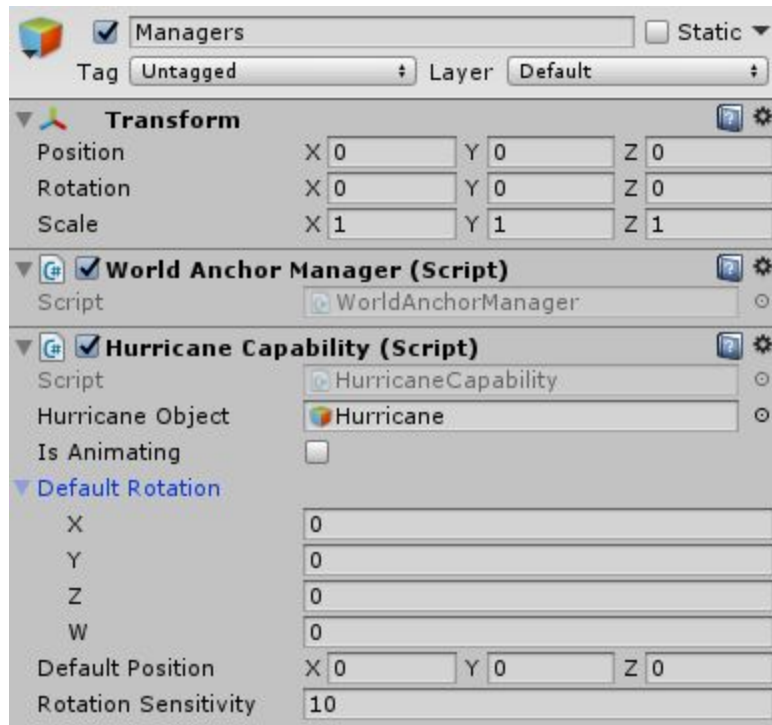 Managers Static
Tag Untagged Layer Default
Transform
Position X 0 Y 0 Z 0
Rotation X 0 Y 0 Z 0
Scale X 1 Y 1 Z 1
World Anchor Manager (Script)
Script WorldAnchorManager
Hurricane Capability (Script)
Script HurricaneCapability
Hurricane Object Hurricane
Is Animating
Default Rotation
X 0
Y 0
Z 0
W 0
Default Position X 0 Y 0 Z 0
Rotation Sensitivity 10